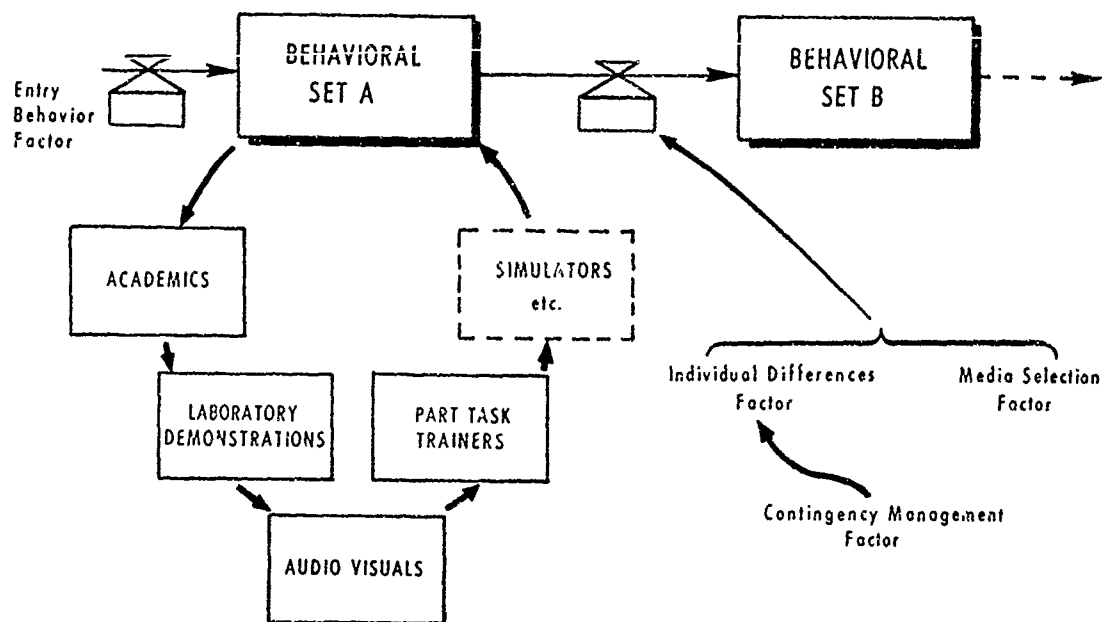 BEHAVIORAL
SET A
BEHAVIORAL
SET B
Entry
Behavior
Factor
ACADEMICS
SIMULATORS
etc.
LABORATORY
DEMONSTRATIONS
PART TASK
TRAINERS
AUDIO VISUALS
Individual Differences
Factor
Media Selection
Factor
Contingency Management
Factor